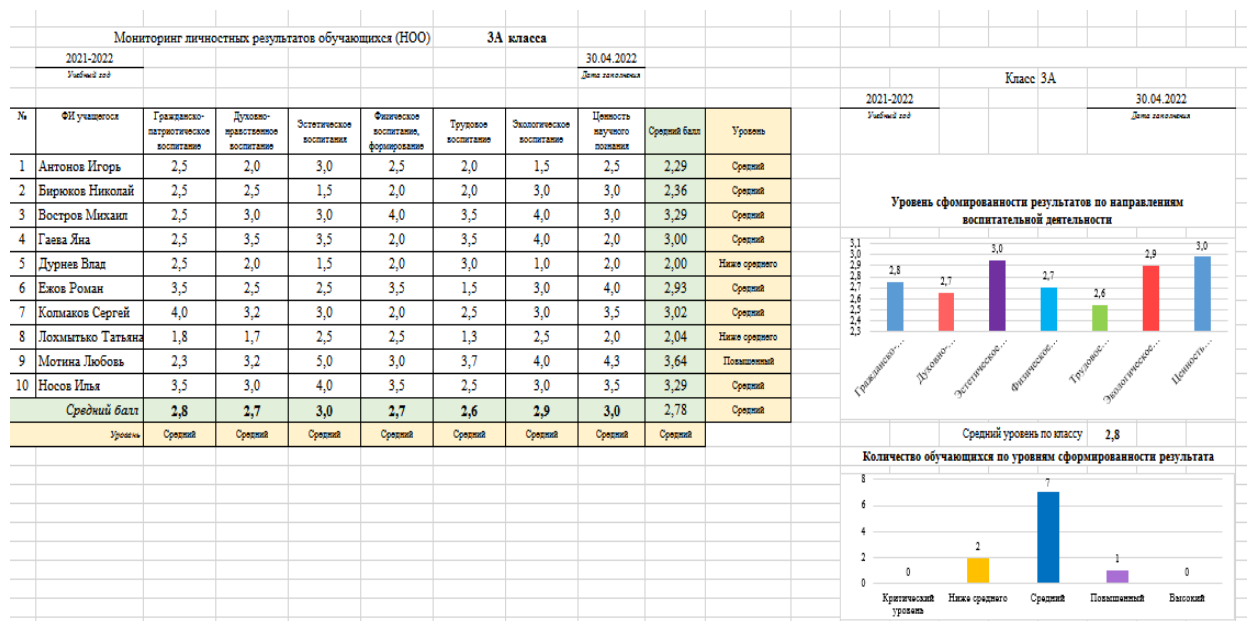 Мониторинг личностных результатов обучающихся (НОО) 3А класса
2021-2022 30.04.2022
Учебный год Дата заполнения
№ ФИ учащегося Гражданско-патриотическое воспитание Духовно-нравственное воспитание Эстетическое воспитания Физическое воспитание, формирование Трудовое воспитание Экологическое воспитание Ценность научного познания Средний балл Уровень
1 Антонов Игорь 2,5 2,0 3,0 2,5 2,0 1,5 2,5 2,29 Средний
2 Бирюков Николай 2,5 2,5 1,5 2,0 2,0 3,0 3,0 2,36 Средний
3 Востров Михаил 2,5 3,0 3,0 4,0 3,5 4,0 3,0 3,29 Средний
4 Гаева Яна 2,5 3,5 3,5 2,0 3,5 4,0 2,0 3,00 Средний
5 Дурнев Влад 2,5 2,0 1,5 2,0 3,0 1,0 2,0 2,00 Ниже среднего
6 Ежов Роман 3,5 2,5 2,5 3,5 1,5 3,0 4,0 2,93 Средний
7 Колмаков Сергей 4,0 3,2 3,0 2,0 2,5 3,0 3,5 3,02 Средний
8 Лохмытько Татьяна 1,8 1,7 2,5 2,5 1,3 2,5 2,0 2,04 Ниже среднего
9 Мотина Любовь 2,3 3,2 5,0 3,0 3,7 4,0 4,3 3,64 Повышенный
10 Носов Илья 3,5 3,0 4,0 3,5 2,5 3,0 3,5 3,29 Средний
Средний балл 2,8 2,7 3,0 2,7 2,6 2,9 3,0 2,78 Средний
Уровень Средний Средний Средний Средний Средний Средний Средний Средний
Класс 3А
2021-2022 30.04.2022
Учебный год Дата заполнения
Уровень сфомированности результатов по направлениям
воспитательной деятельности
3,1
3,0
2,9
2,8
2,7
2,6
2,5
2,4
2,3
2,8 2,7 3,0 2,7 2,6 2,9 3,0
Гражданско-... Духовно-... Эстетическое... Физическое... Трудовое... Экологическое... Ценность...
Средний уровень по классу 2,8
Количество обучающихся по уровням сформированности результата
8
6
4
2
0
0 2 7 1 0
Критический Ниже среднего Средний Повышенный Высокий
уровень